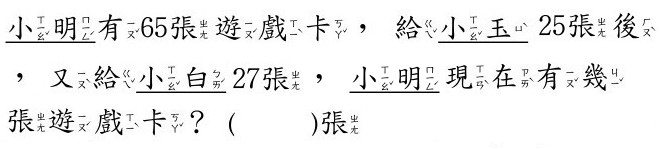 小明有65張遊戲卡，給小玉25張後
，又給小白27張，小明現在有幾
張遊戲卡？(　　　)張